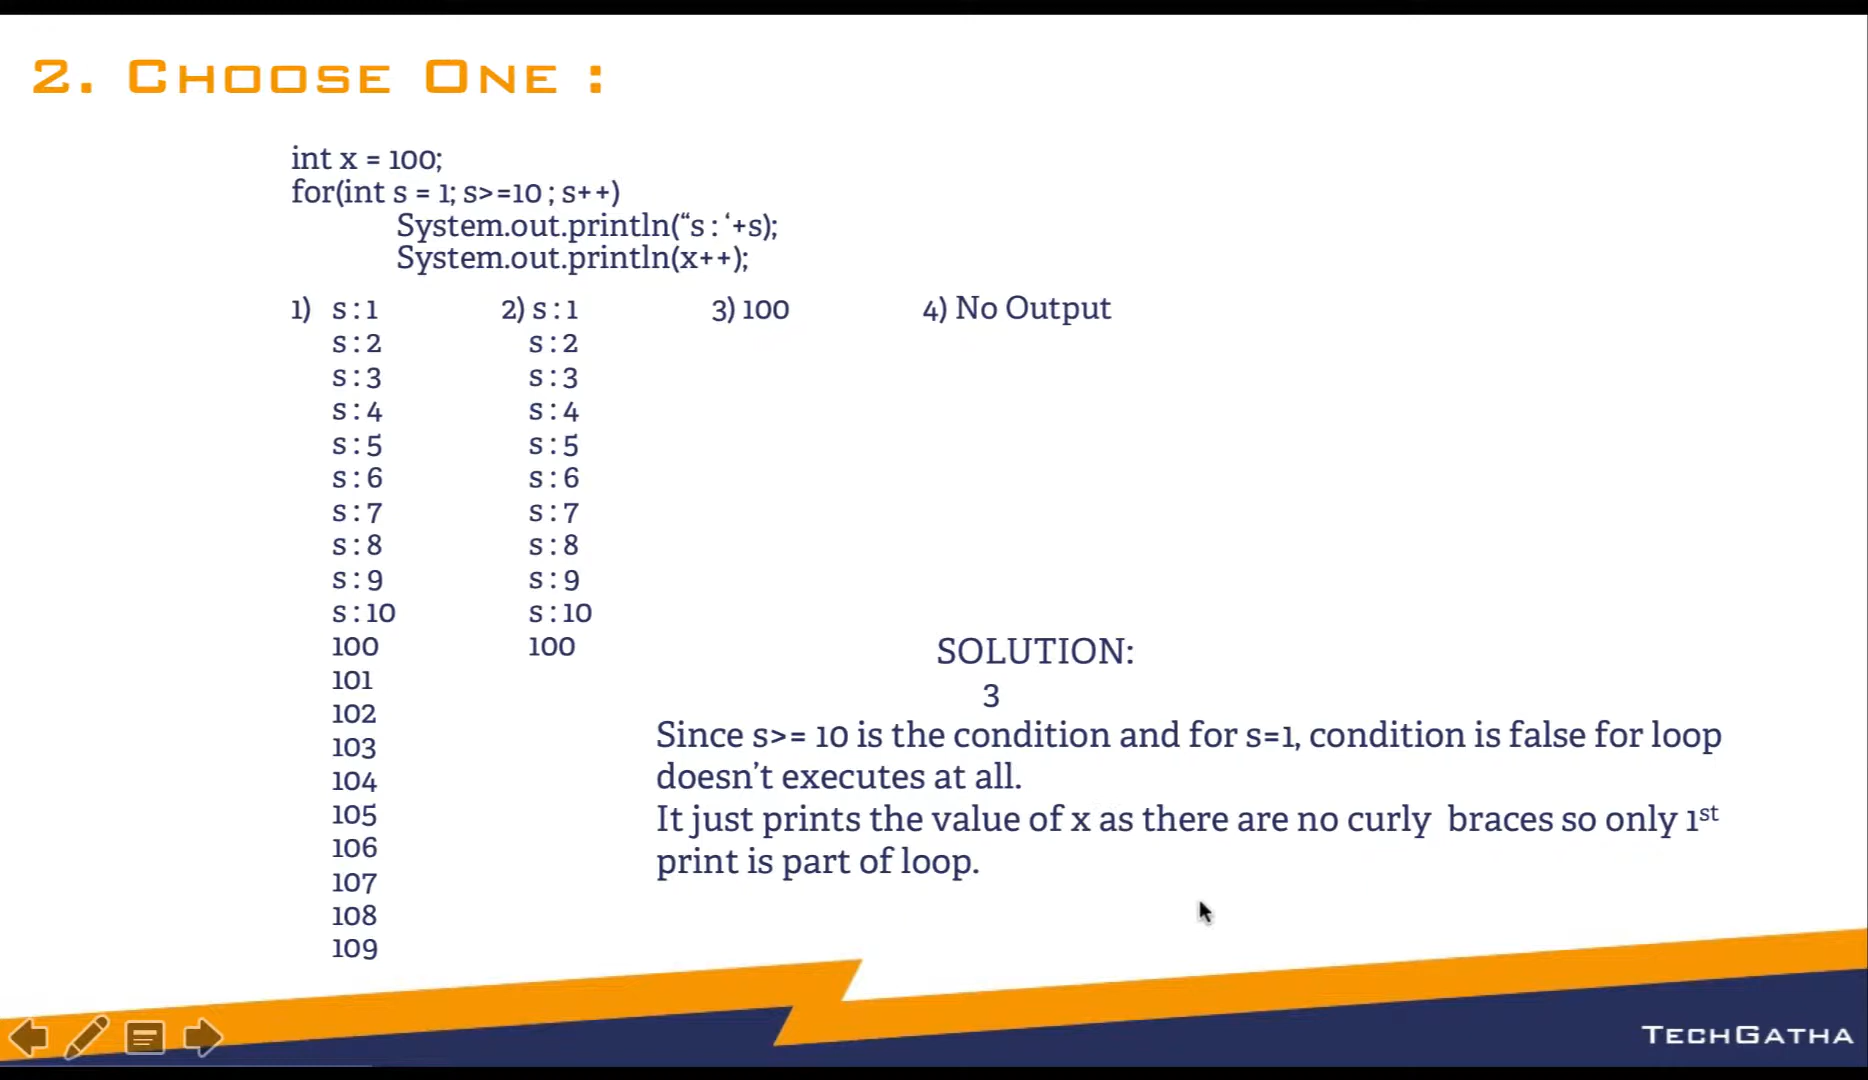 2. Choose One :
int x = 100;
for(int s = 1; s>=10 ; s++)
System.out.println(“s : ‘+s);
System.out.println(x++);
1) s : 1
s : 2
s : 3
s : 4
s : 5
s : 6
s : 7
s : 8
s : 9
s : 10
100
101
102
103
104
105
106
107
108
109
2) s : 1
s : 2
s : 3
s : 4
s : 5
s : 6
s : 7
s : 8
s : 9
s : 10
100
3) 100
4) No Output
SOLUTION:
3
Since s>= 10 is the condition and for s=1, condition is false for loop
doesn’t executes at all.
It just prints the value of x as there are no curly braces so only 1st
print is part of loop.
TechGatha